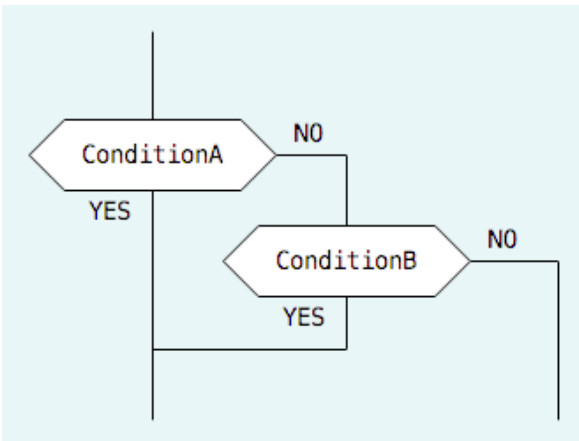 NO
ConditionA
YES
NO
ConditionB
YES